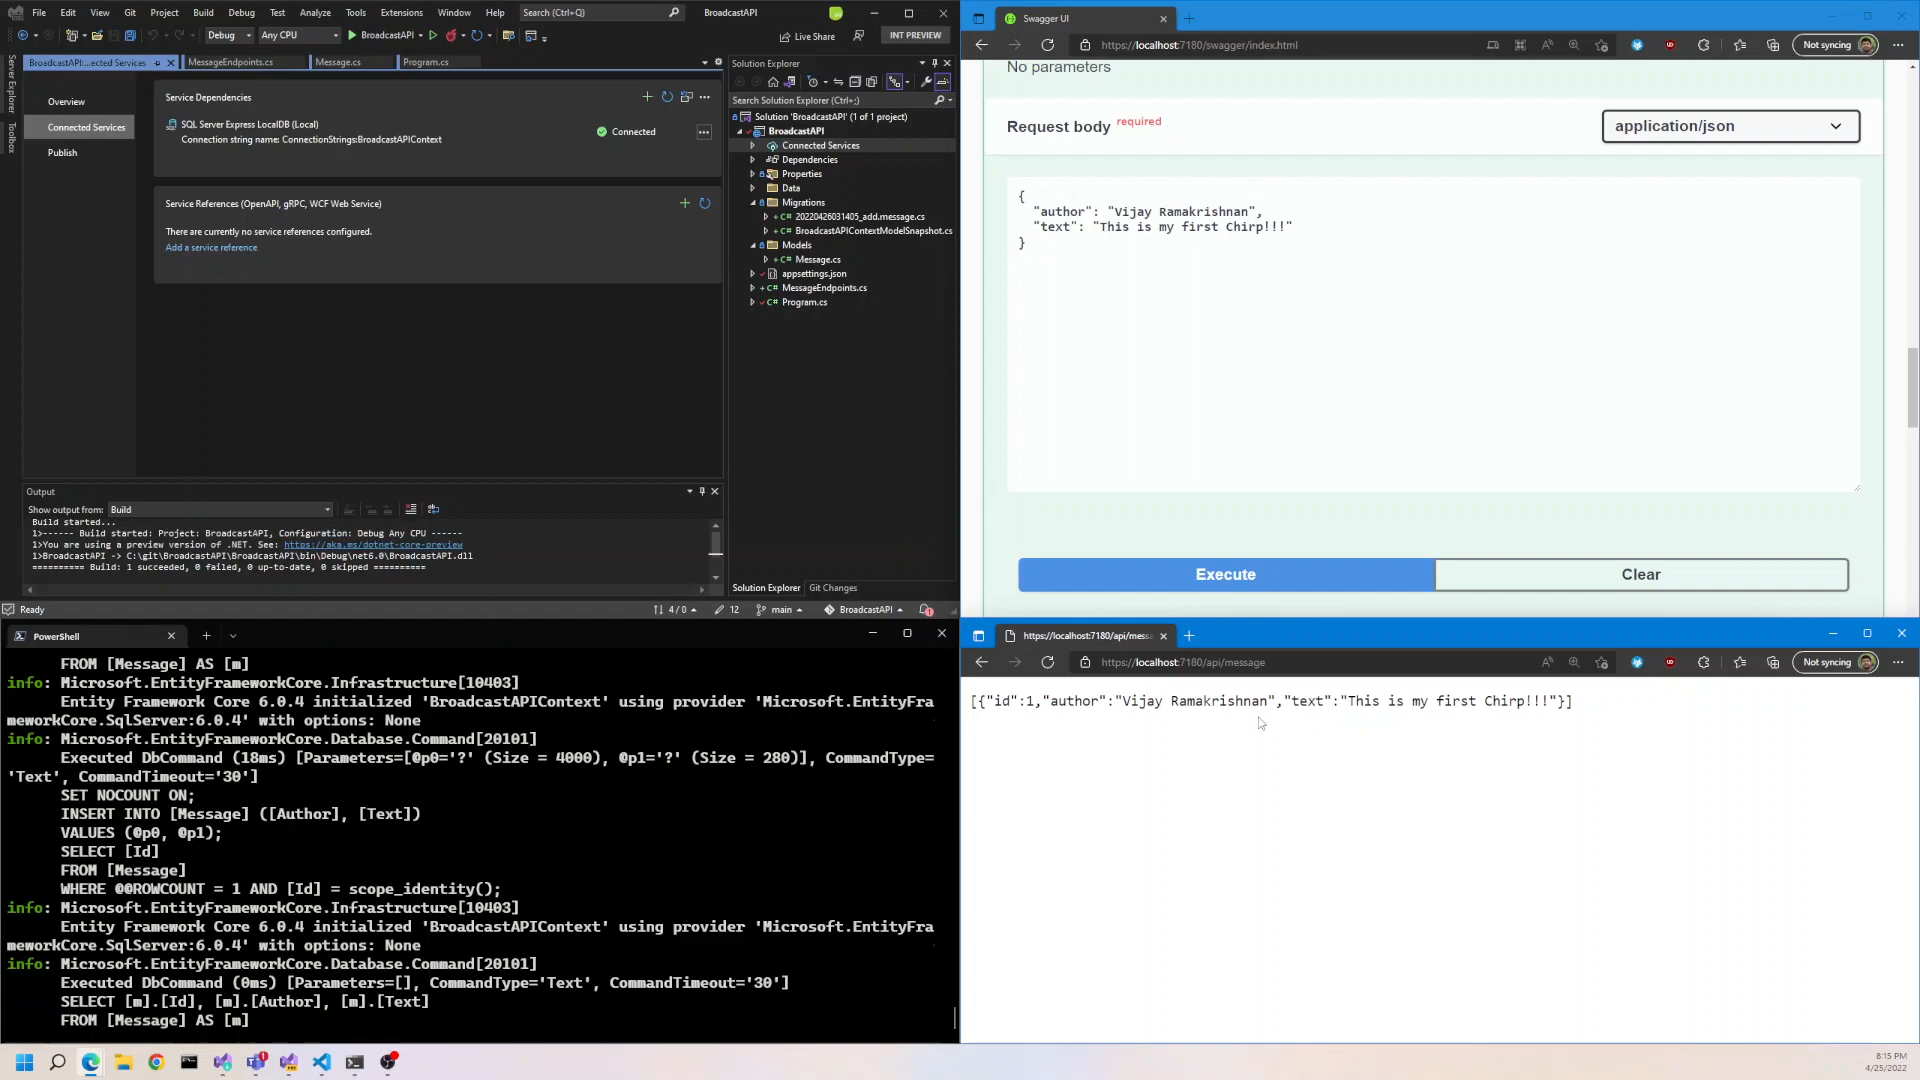 File Edit View Git Project Build Debug Test Analyze Tools Extensions Window Help Search (Ctrl+Q) BroadcastAPI
Debug Any CPU BroadcastAPI Live Share INT PREVIEW
Server Explorer
Toolbox
BroadcastAPI:...ected Services MessageEndpoints.cs Message.cs Program.cs
Overview
Connected Services
Publish
Service Dependencies
SQL Server Express LocalDB (Local)
Connection string name: ConnectionStrings:BroadcastAPIContext
Connected
Service References (OpenAPI, gRPC, WCF Web Service)
There are currently no service references configured.
Add a service reference
Solution Explorer
Search Solution Explorer (Ctrl+;)
Solution 'BroadcastAPI' (1 of 1 project)
BroadcastAPI
Connected Services
Dependencies
Properties
Data
Migrations
20220426031405_add.message.cs
BroadcastAPIContextModelSnapshot.cs
Models
Message.cs
appsettings.json
MessageEndpoints.cs
Program.cs
Solution Explorer Git Changes
Output
Show output from: Build
Build started...
1>------ Build started: Project: BroadcastAPI, Configuration: Debug Any CPU ------
1>You are using a preview version of .NET. See: https://aka.ms/dotnet-core-preview
1>BroadcastAPI -> C:\git\BroadcastAPI\BroadcastAPI\bin\Debug\net6.0\BroadcastAPI.dll
========== Build: 1 succeeded, 0 failed, 0 up-to-date, 0 skipped ==========
Ready 4 / 0 12 main BroadcastAPI 1
Swagger UI
https://localhost:7180/swagger/index.html Not syncing
No parameters
Request body required application/json
{
"author": "Vijay Ramakrishnan",
"text": "This is my first Chirp!!!"
}
Execute Clear
PowerShell
FROM [Message] AS [m]
info: Microsoft.EntityFrameworkCore.Infrastructure[10403]
Entity Framework Core 6.0.4 initialized 'BroadcastAPIContext' using provider 'Microsoft.EntityFra
meworkCore.SqlServer:6.0.4' with options: None
info: Microsoft.EntityFrameworkCore.Database.Command[20101]
Executed DbCommand (18ms) [Parameters=[@p0='?' (Size = 4000), @p1='?' (Size = 280)], CommandType=
'Text', CommandTimeout='30']
SET NOCOUNT ON;
INSERT INTO [Message] ([Author], [Text])
VALUES (@p0, @p1);
SELECT [Id]
FROM [Message]
WHERE @@ROWCOUNT = 1 AND [Id] = scope_identity();
info: Microsoft.EntityFrameworkCore.Infrastructure[10403]
Entity Framework Core 6.0.4 initialized 'BroadcastAPIContext' using provider 'Microsoft.EntityFra
meworkCore.SqlServer:6.0.4' with options: None
info: Microsoft.EntityFrameworkCore.Database.Command[20101]
Executed DbCommand (0ms) [Parameters=[], CommandType='Text', CommandTimeout='30']
SELECT [m].[Id], [m].[Author], [m].[Text]
FROM [Message] AS [m]
https://localhost:7180/api/messa
https://localhost:7180/api/message Not syncing
[{"id":1,"author":"Vijay Ramakrishnan","text":"This is my first Chirp!!!"}]
8:15 PM
4/25/2022